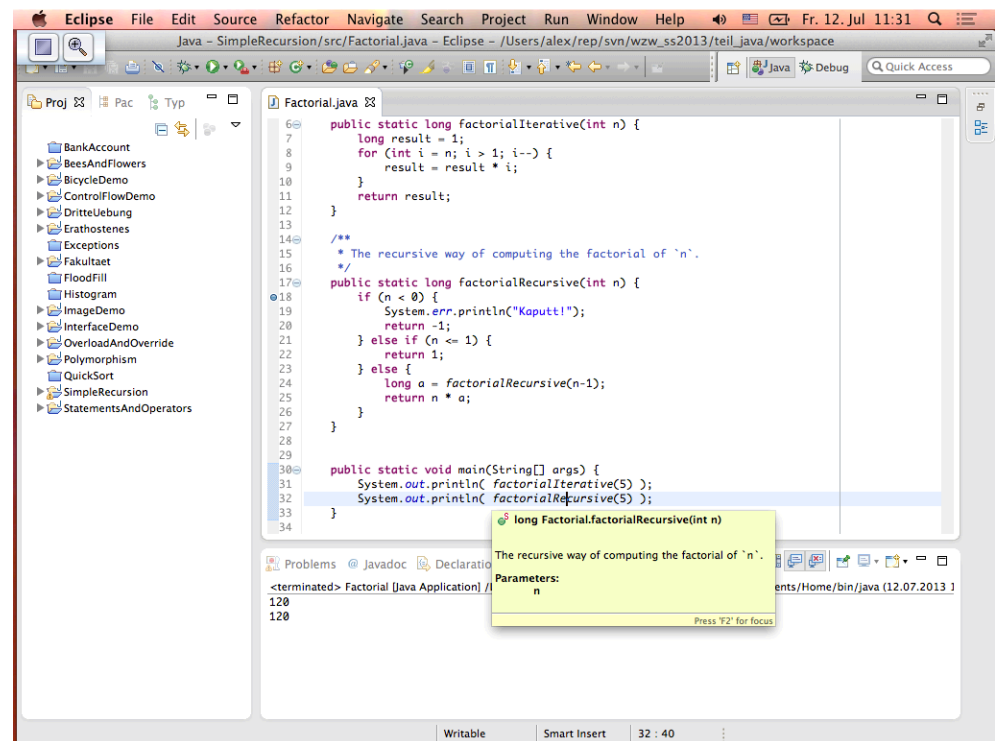 Eclipse File Edit Source Refactor Navigate Search Project Run Window Help Fr. 12. Jul 11:31
Java – SimpleRecursion/src/Factorial.java – Eclipse – /Users/alex/rep/svn/wzw_ss2013/teil_java/workspace
Java Debug Quick Access
Proj Pac Typ
BankAccount
BeesAndFlowers
BicycleDemo
ControlFlowDemo
DritteUebung
Erathostenes
Exceptions
Fakultaet
FloodFill
Histogram
ImageDemo
InterfaceDemo
OverloadAndOverride
Polymorphism
QuickSort
SimpleRecursion
StatementsAndOperators
Factorial.java
6 public static long factorialIterative(int n) {
7 long result = 1;
8 for (int i = n; i > 1; i--) {
9 result = result * i;
10 }
11 return result;
12 }
13
14 /**
15 * The recursive way of computing the factorial of `n`.
16 */
17 public static long factorialRecursive(int n) {
18 if (n < 0) {
19 System.err.println("Kaputt!");
20 return -1;
21 } else if (n <= 1) {
22 return 1;
23 } else {
24 long a = factorialRecursive(n-1);
25 return n * a;
26 }
27 }
28
29
30 public static void main(String[] args) {
31 System.out.println( factorialIterative(5) );
32 System.out.println( factorialRecursive(5) );
33 }
34
long Factorial.factorialRecursive(int n)
The recursive way of computing the factorial of `n`.
Parameters:
n
Press 'F2' for focus
Problems @ Javadoc Declaratio
<terminated> Factorial [Java Application] / ents/Home/bin/java (12.07.2013 1
120
120
Writable Smart Insert 32 : 40